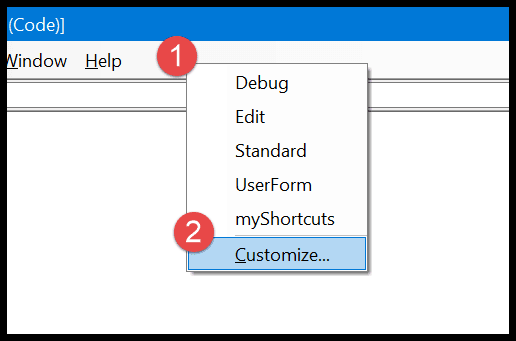 (Code)]
Window Help
1
Debug
Edit
Standard
UserForm
myShortcuts
2
Customize...